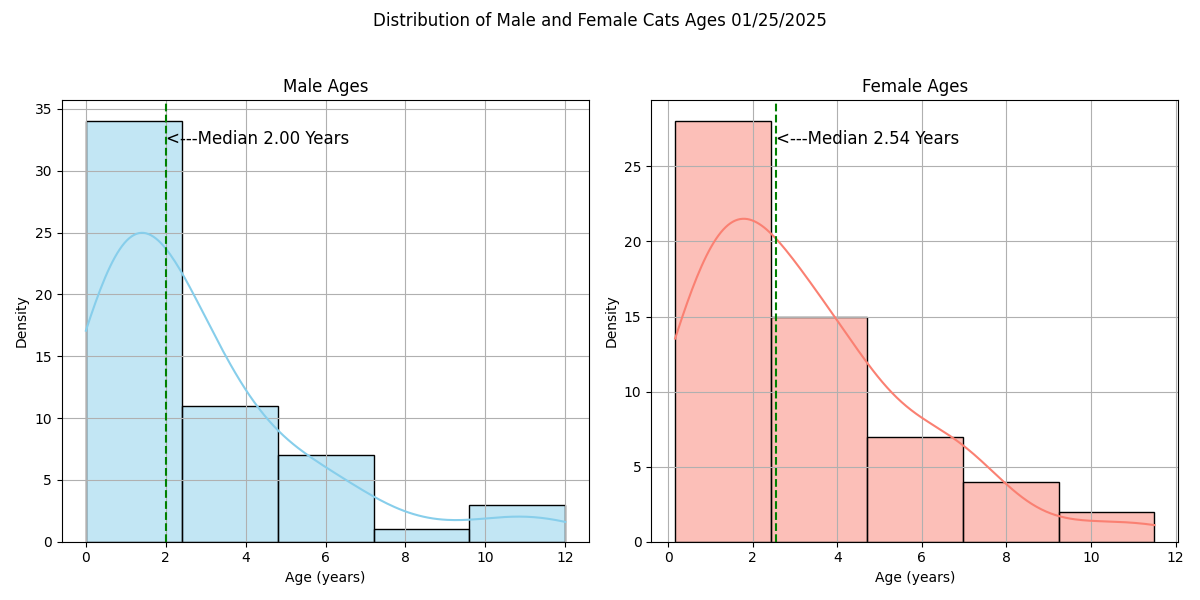 Distribution of Male and Female Cats Ages 01/25/2025
Male Ages
35
30
25
20
15
10
5
0
Density
<---Median 2.00 Years
0 2 4 6 8 10 12
Age (years)
Female Ages
25
20
15
10
5
0
Density
<---Median 2.54 Years
0 2 4 6 8 10 12
Age (years)